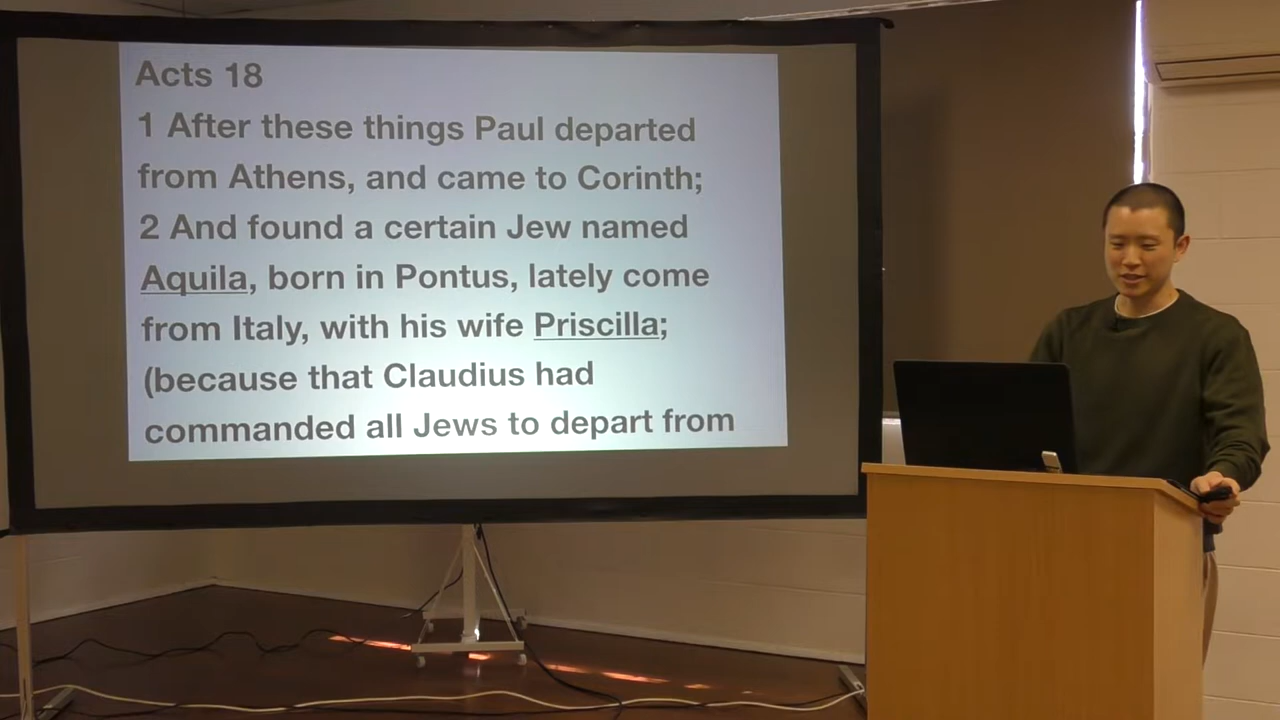 Acts 18
1 After these things Paul departed
from Athens, and came to Corinth;
2 And found a certain Jew named
Aquila, born in Pontus, lately come
from Italy, with his wife Priscilla;
(because that Claudius had
commanded all Jews to depart from